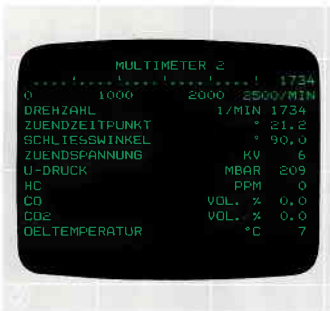 MULTIMETER 2
1734
0 1000 2000 2500/MIN
DREHZAHL 1/MIN 1734
ZUENDZEITPUNKT ° 21.2
SCHLIESSWINKEL ° 90.0
ZUENDSPANNUNG KV 6
U-DRUCK MBAR 209
HC PPM 0
CO VOL. % 0.0
CO2 VOL. % 0.0
OELTEMPERATUR °C 7